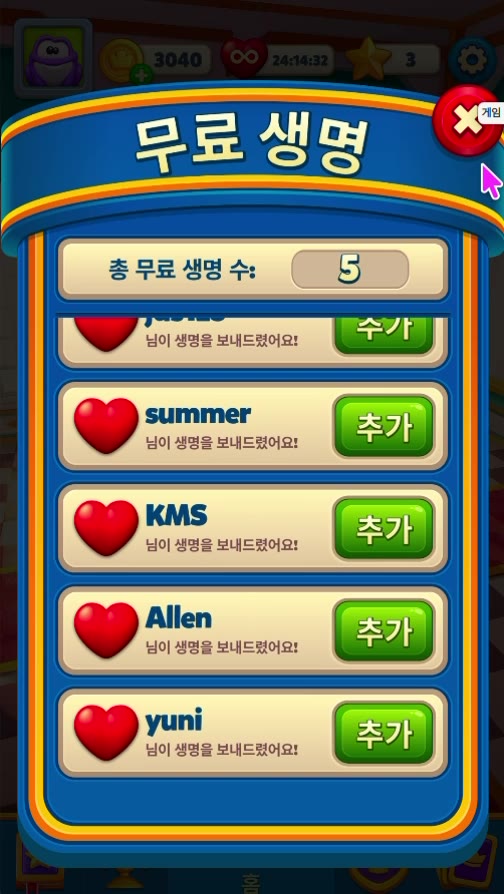 3040
24:14:32
3
게임
무료 생명
총 무료 생명 수: 5
님이 생명을 보내드렸어요!
추가
summer
님이 생명을 보내드렸어요!
추가
KMS
님이 생명을 보내드렸어요!
추가
Allen
님이 생명을 보내드렸어요!
추가
yuni
님이 생명을 보내드렸어요!
추가
홈